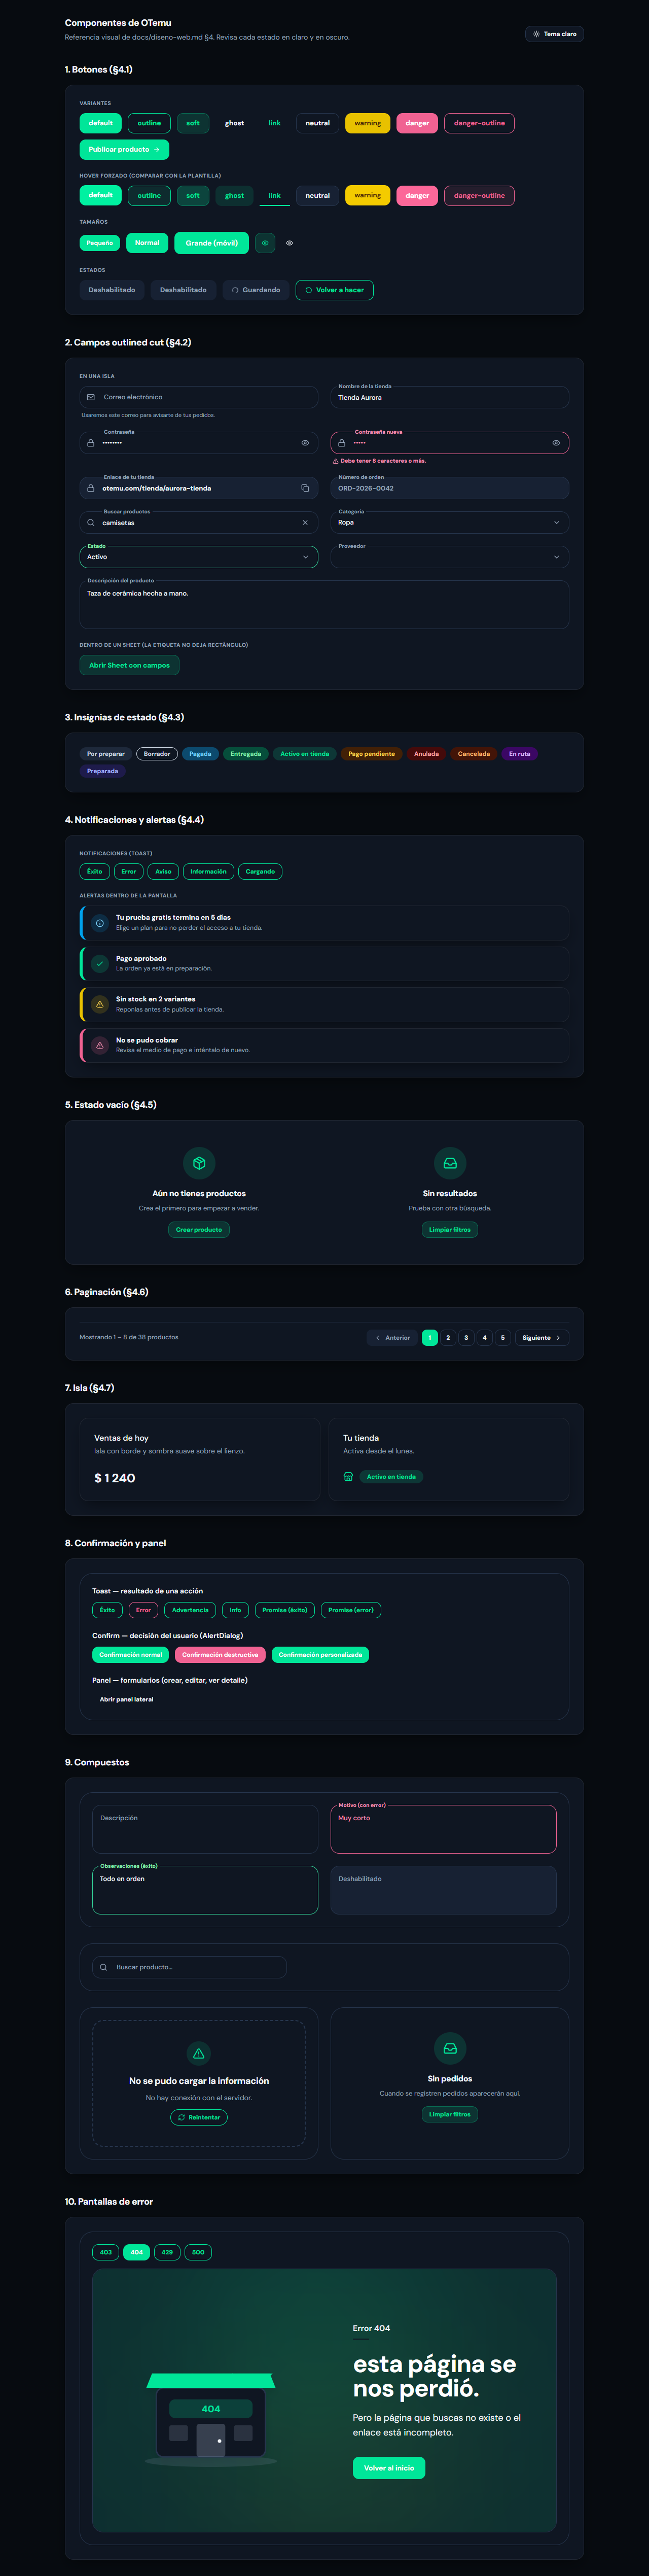 Componentes de OTemu
Referencia visual de docs/diseno-web.md §4. Revisa cada estado en claro y en oscuro.
Tema claro
1. Botones (§4.1)
VARIANTES
default outline soft ghost link neutral warning danger danger-outline
Publicar producto →
HOVER FORZADO (COMPARAR CON LA PLANTILLA)
default outline soft ghost link neutral warning danger danger-outline
TAMAÑOS
Pequeño Normal Grande (móvil)
ESTADOS
Deshabilitado Deshabilitado Guardando Volver a hacer
2. Campos outlined cut (§4.2)
EN UNA ISLA
Correo electrónico
Usaremos este correo para avisarte de tus pedidos.
Nombre de la tienda
Tienda Aurora
Contraseña
••••••••
Contraseña nueva
•••••
Debe tener 8 caracteres o más.
Enlace de tu tienda
otemu.com/tienda/aurora-tienda
Número de orden
ORD-2026-0042
Buscar productos
camisetas
Categoría
Ropa
Estado
Activo
Proveedor
Descripción del producto
Taza de cerámica hecha a mano.
DENTRO DE UN SHEET (LA ETIQUETA NO DEJA RECTÁNGULO)
Abrir Sheet con campos
3. Insignias de estado (§4.3)
Por preparar Borrador Pagada Entregada Activo en tienda Pago pendiente Anulada Cancelada En ruta
Preparada
4. Notificaciones y alertas (§4.4)
NOTIFICACIONES (TOAST)
Éxito Error Aviso Información Cargando
ALERTAS DENTRO DE LA PANTALLA
Tu prueba gratis termina en 5 días
Elige un plan para no perder el acceso a tu tienda.
Pago aprobado
La orden ya está en preparación.
Sin stock en 2 variantes
Reponlas antes de publicar la tienda.
No se pudo cobrar
Revisa el medio de pago e inténtalo de nuevo.
5. Estado vacío (§4.5)
Aún no tienes productos
Crea el primero para empezar a vender.
Crear producto
Sin resultados
Prueba con otra búsqueda.
Limpiar filtros
6. Paginación (§4.6)
Mostrando 1 – 8 de 38 productos
Anterior 1 2 3 4 5 Siguiente
7. Isla (§4.7)
Ventas de hoy
Isla con borde y sombra suave sobre el lienzo.
$ 1 240
Tu tienda
Activa desde el lunes.
Activo en tienda
8. Confirmación y panel
Toast — resultado de una acción
Éxito Error Advertencia Info Promise (éxito) Promise (error)
Confirm — decisión del usuario (AlertDialog)
Confirmación normal Confirmación destructiva Confirmación personalizada
Panel — formularios (crear, editar, ver detalle)
Abrir panel lateral
9. Compuestos
Descripción
Motivo (con error)
Muy corto
Observaciones (éxito)
Todo en orden
Deshabilitado
Buscar producto…
No se pudo cargar la información
No hay conexión con el servidor.
Reintentar
Sin pedidos
Cuando se registren pedidos aparecerán aquí.
Limpiar filtros
10. Pantallas de error
403 404 429 500
404
Error 404
esta página se
nos perdió.
Pero la página que buscas no existe o el
enlace está incompleto.
Volver al inicio